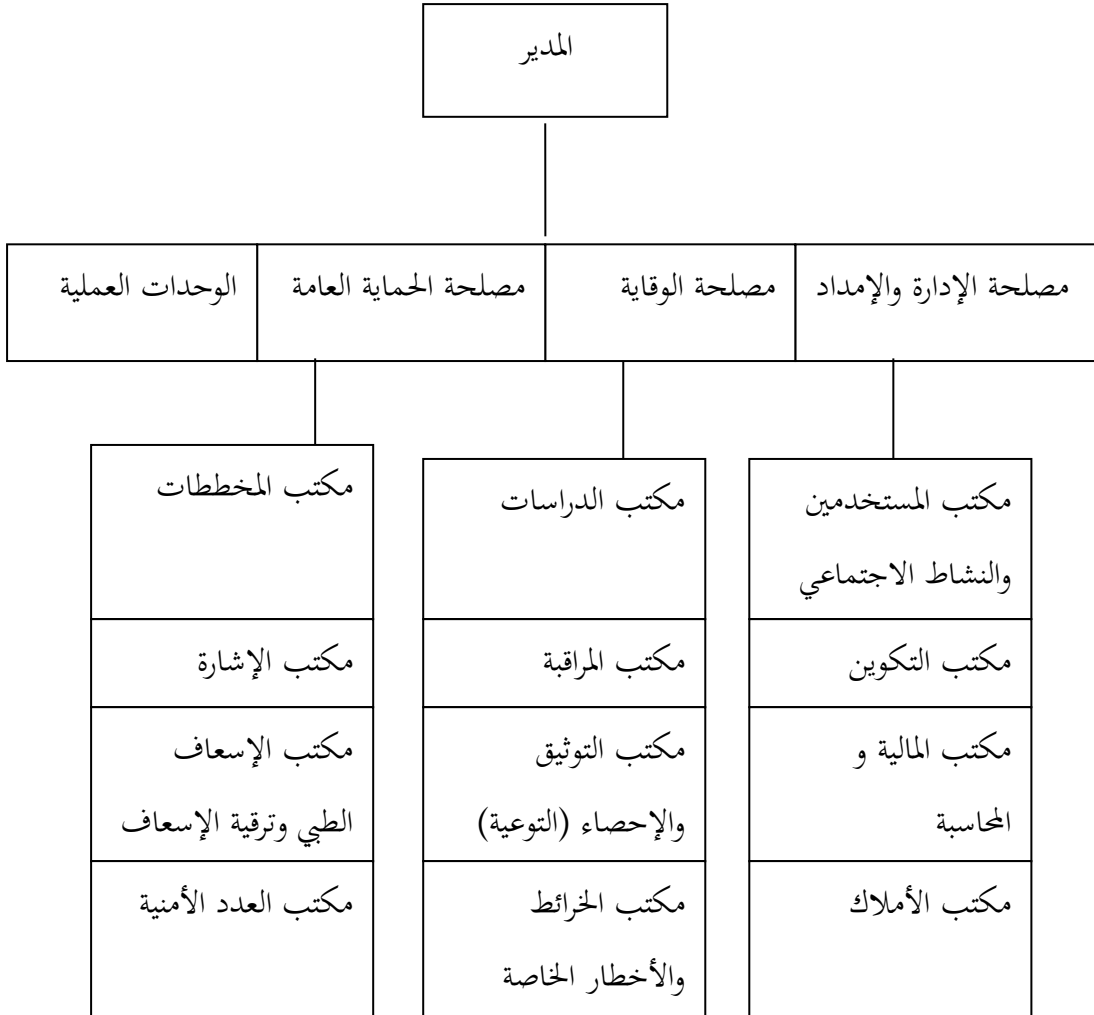 المدير
مصلحة الإدارة والإمداد
مصلحة الوقاية
مصلحة الحماية العامة
الوحدات العملية
مكتب المستخدمين
والنشاط الاجتماعي
مكتب التكوين
مكتب المالية و
المحاسبة
مكتب الأملاك
مكتب الدراسات
مكتب المراقبة
مكتب التوثيق
والإحصاء (التوعية)
مكتب الخرائط
والأخطار الخاصة
مكتب المخططات
مكتب الإشارة
مكتب الإسعاف
الطبي وترقية الإسعاف
مكتب العدد الأمنية